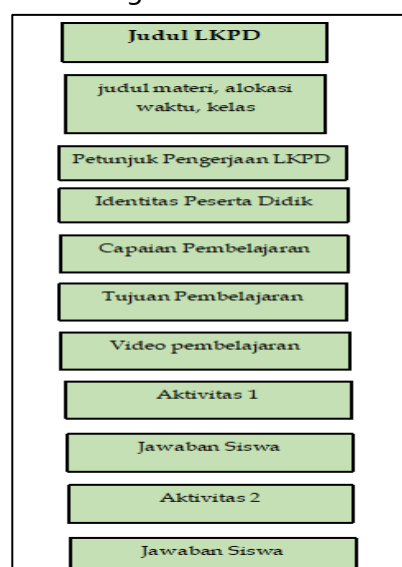 Judul LKPD
judul materi, alokasi
waktu, kelas
Petunjuk Pengerjaan LKPD
Identitas Peserta Didik
Capaian Pembelajaran
Tujuan Pembelajaran
Video pembelajaran
Aktivitas 1
Jawaban Siswa
Aktivitas 2
Jawaban Siswa